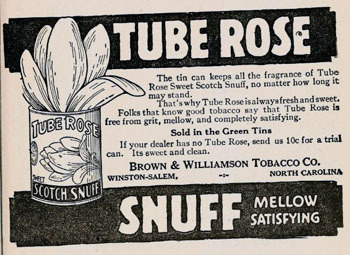 TUBE ROSE
The tin can keeps all the fragrance of Tube
Rose Sweet Scotch Snuff, no matter how long it
may stand.
That's why Tube Rose is always fresh and sweet.
Folks that know good tobacco say that Tube Rose is
free from grit, mellow, and completely satisfying.
Sold in the Green Tins
If your dealer has no Tube Rose, send us 10c for a trial
can. Its sweet and clean.
BROWN & WILLIAMSON TOBACCO CO.
WINSTON-SALEM, -:- NORTH CAROLINA
TUBE ROSE
SWEET
SCOTCH SNUFF
SNUFF MELLOW
SATISFYING